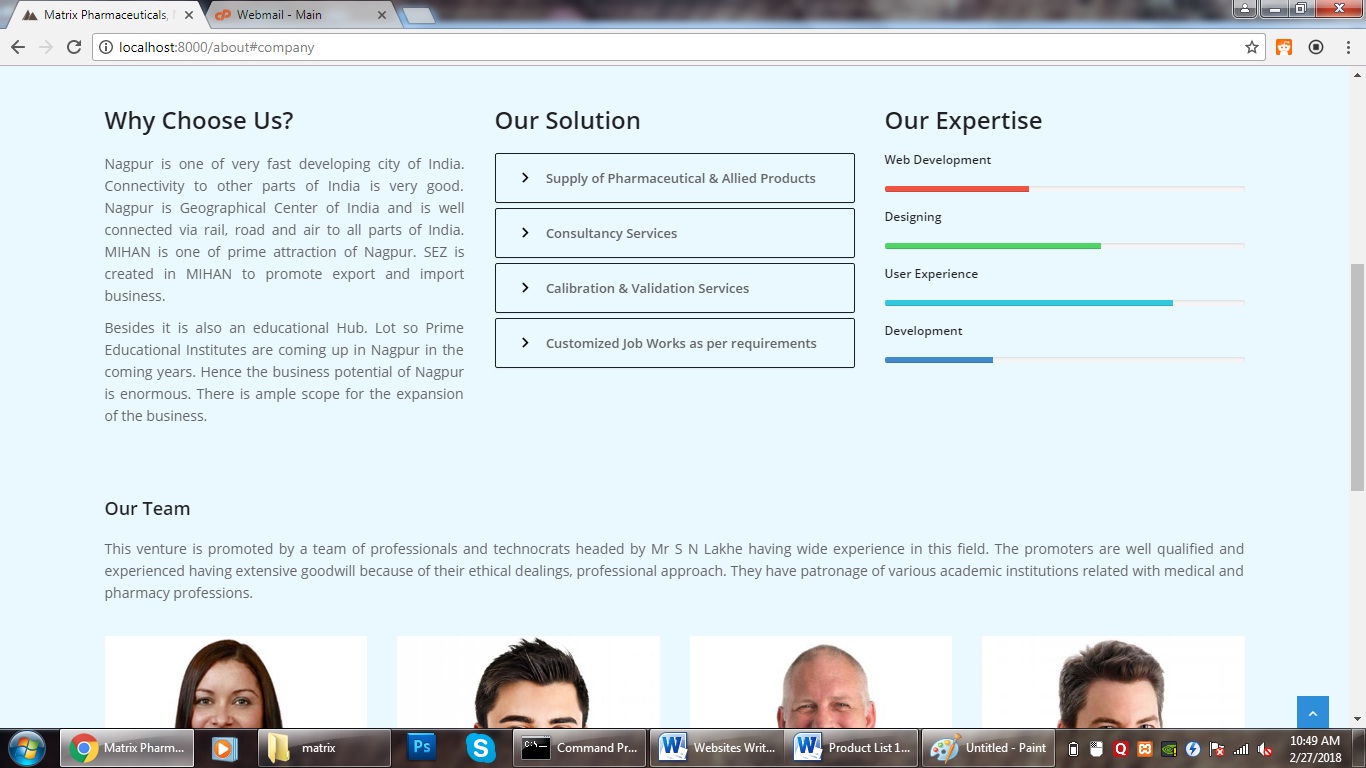 Matrix Pharmaceuticals,
Webmail - Main
localhost:8000/about#company
Why Choose Us?
Nagpur is one of very fast developing city of India.
Connectivity to other parts of India is very good.
Nagpur is Geographical Center of India and is well
connected via rail, road and air to all parts of India.
MIHAN is one of prime attraction of Nagpur. SEZ is
created in MIHAN to promote export and import
business.
Besides it is also an educational Hub. Lot so Prime
Educational Institutes are coming up in Nagpur in the
coming years. Hence the business potential of Nagpur
is enormous. There is ample scope for the expansion
of the business.
Our Solution
Supply of Pharmaceutical & Allied Products
Consultancy Services
Calibration & Validation Services
Customized Job Works as per requirements
Our Expertise
Web Development
Designing
User Experience
Development
Our Team
This venture is promoted by a team of professionals and technocrats headed by Mr S N Lakhe having wide experience in this field. The promoters are well qualified and
experienced having extensive goodwill because of their ethical dealings, professional approach. They have patronage of various academic institutions related with medical and
pharmacy professions.
Matrix Pharm...
matrix
Ps
Command Pr...
Websites Writ...
Product List 1...
Untitled - Paint
10:49 AM
2/27/2018